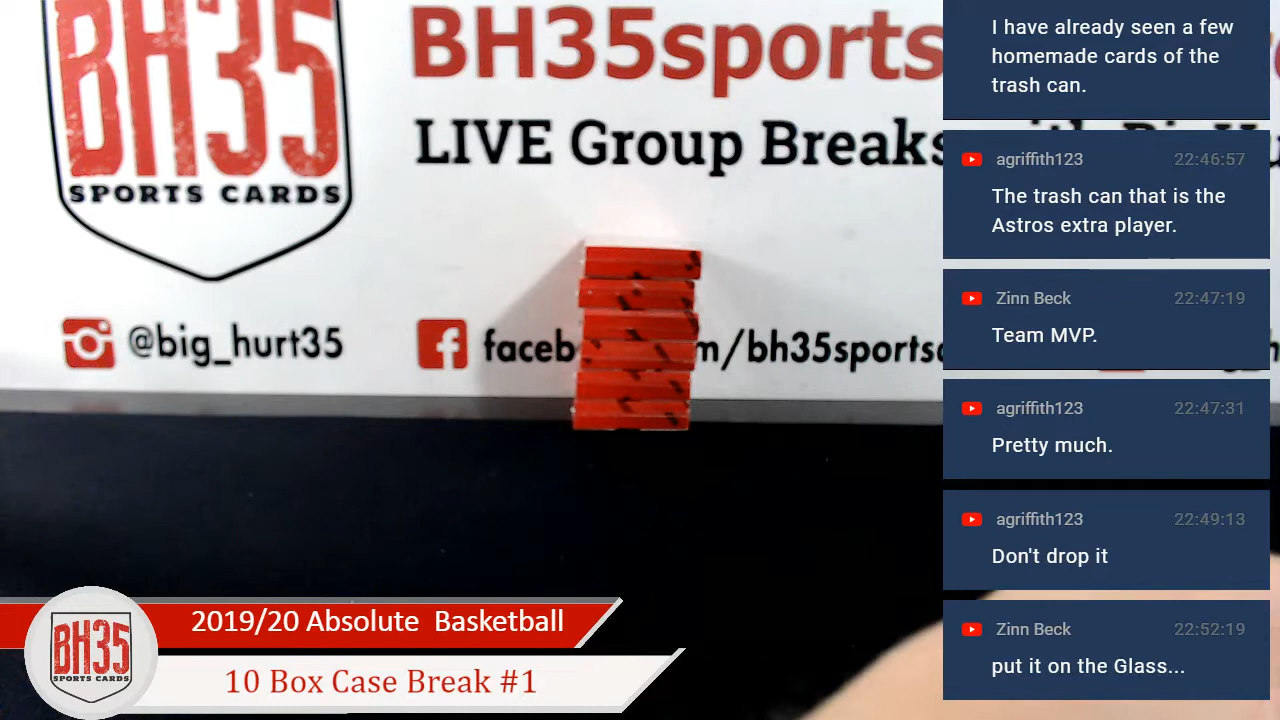 BH35
SPORTS CARDS
BH35sports
LIVE Group Breaks
@big_hurt35
m/bh35sports
I have already seen a few
homemade cards of the
trash can.
agriffith123 22:46:57
The trash can that is the
Astros extra player.
Zinn Beck 22:47:19
Team MVP.
agriffith123 22:47:31
Pretty much.
agriffith123 22:49:13
Don't drop it
Zinn Beck 22:52:19
put it on the Glass...
2019/20 Absolute Basketball
10 Box Case Break #1
BH35
SPORTS CARDS